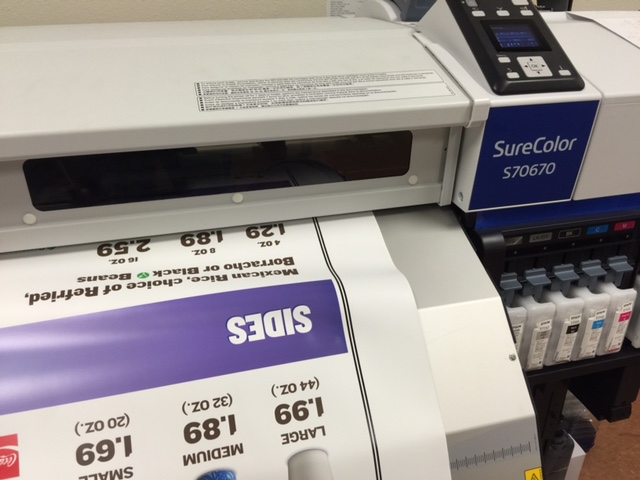 SureColor
S70670
LARGE MEDIUM SMALL
1.99 1.89 1.69
(44 OZ.) (32 OZ.) (20 OZ.)
SIDES
Mexican Rice, choice of Refried,
Borracho or Black Beans
4 OZ. 8 OZ. 16 OZ.
1.29 1.89 2.59